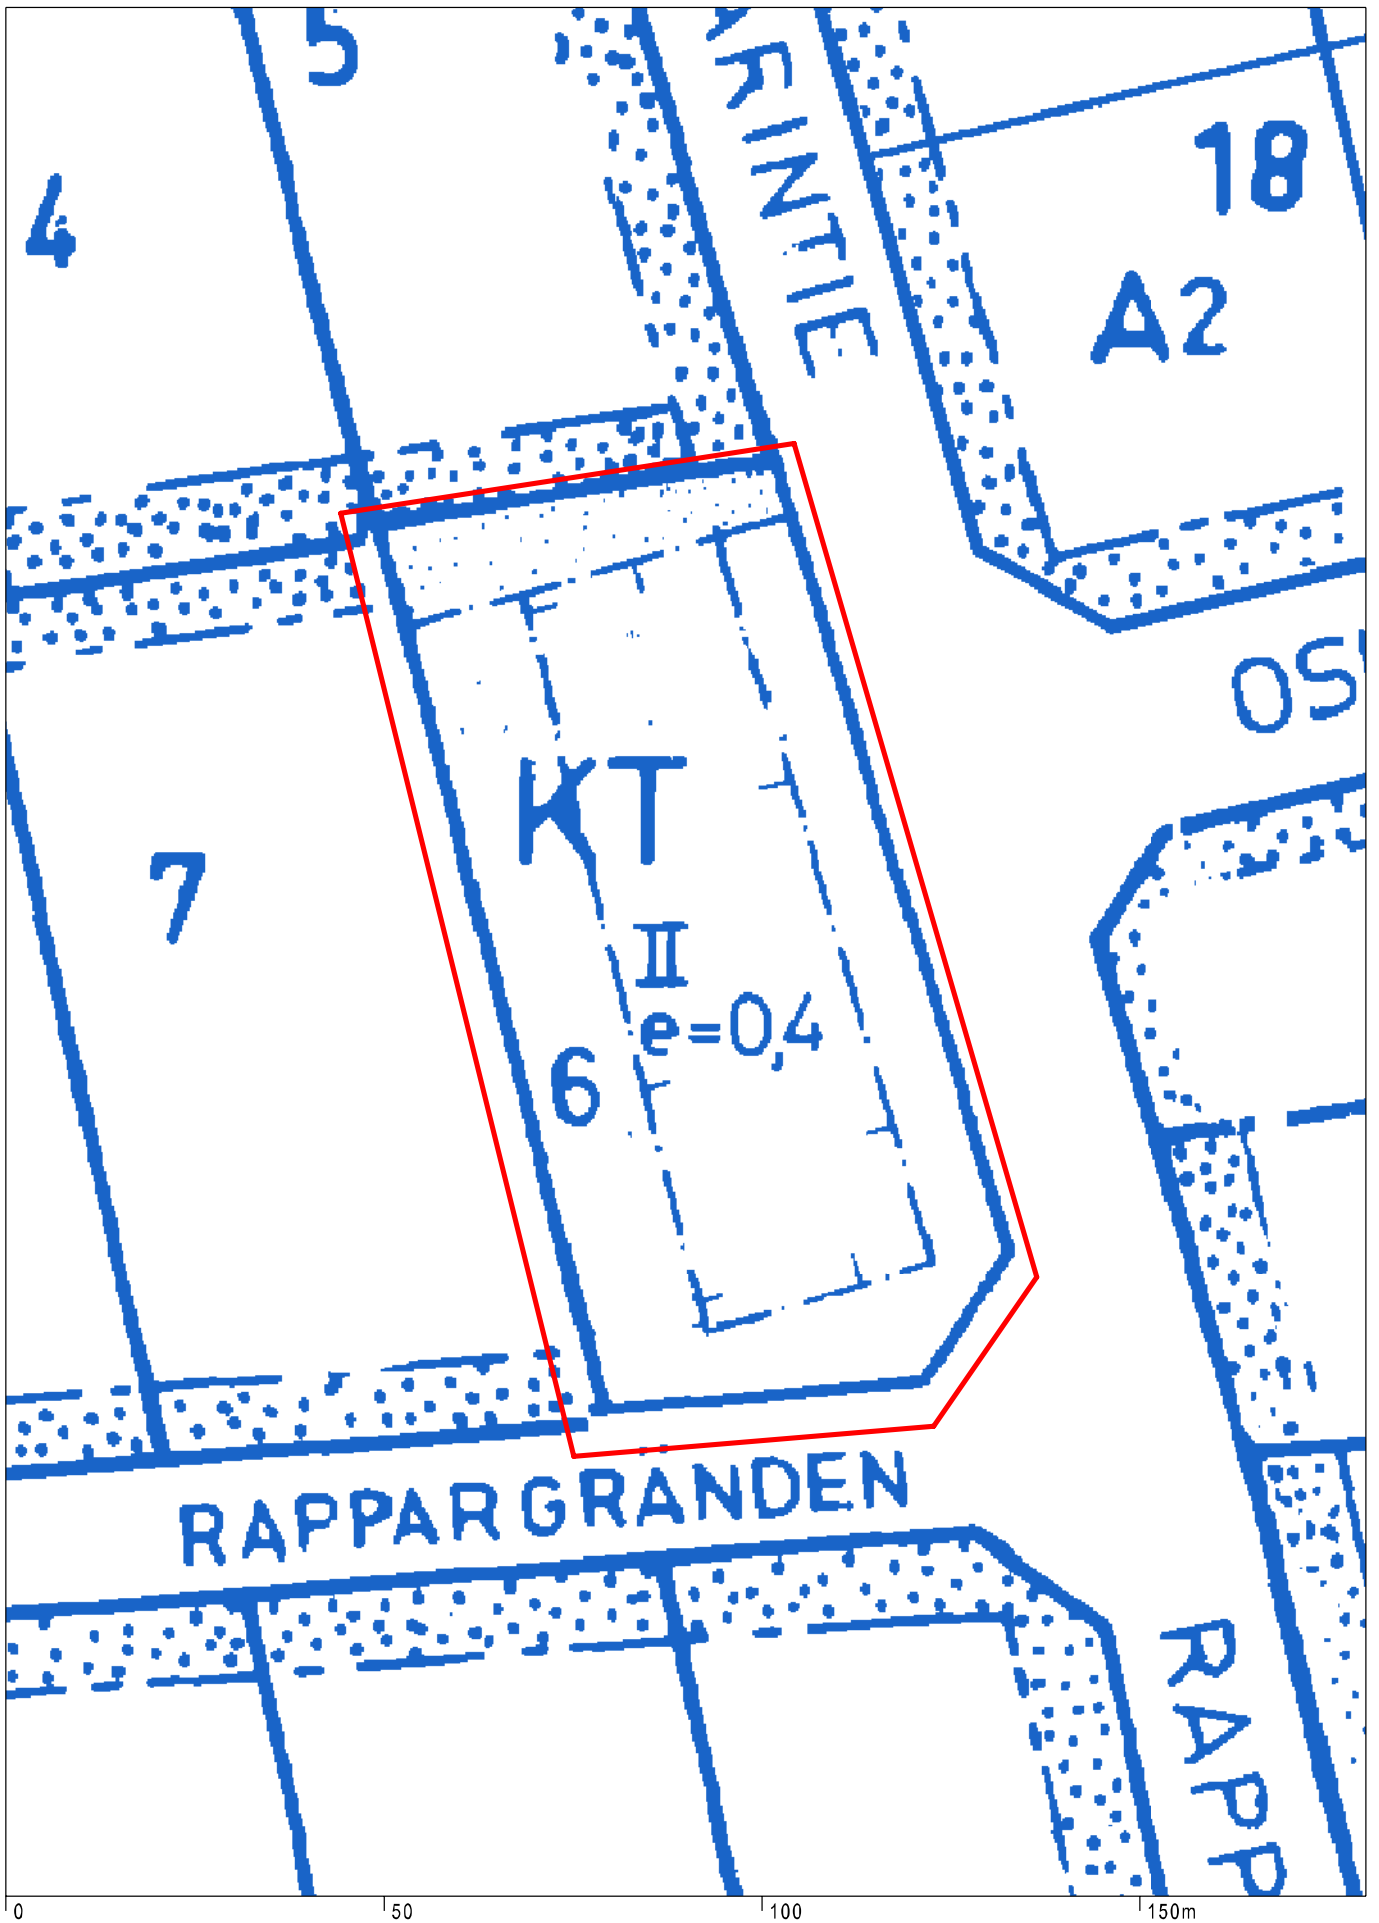 5
ARINTIE
18
4
A2
OS
KT
7
II
e=0,4
6
RAPPARGRANDEN
RAPP
0 50 100 150m